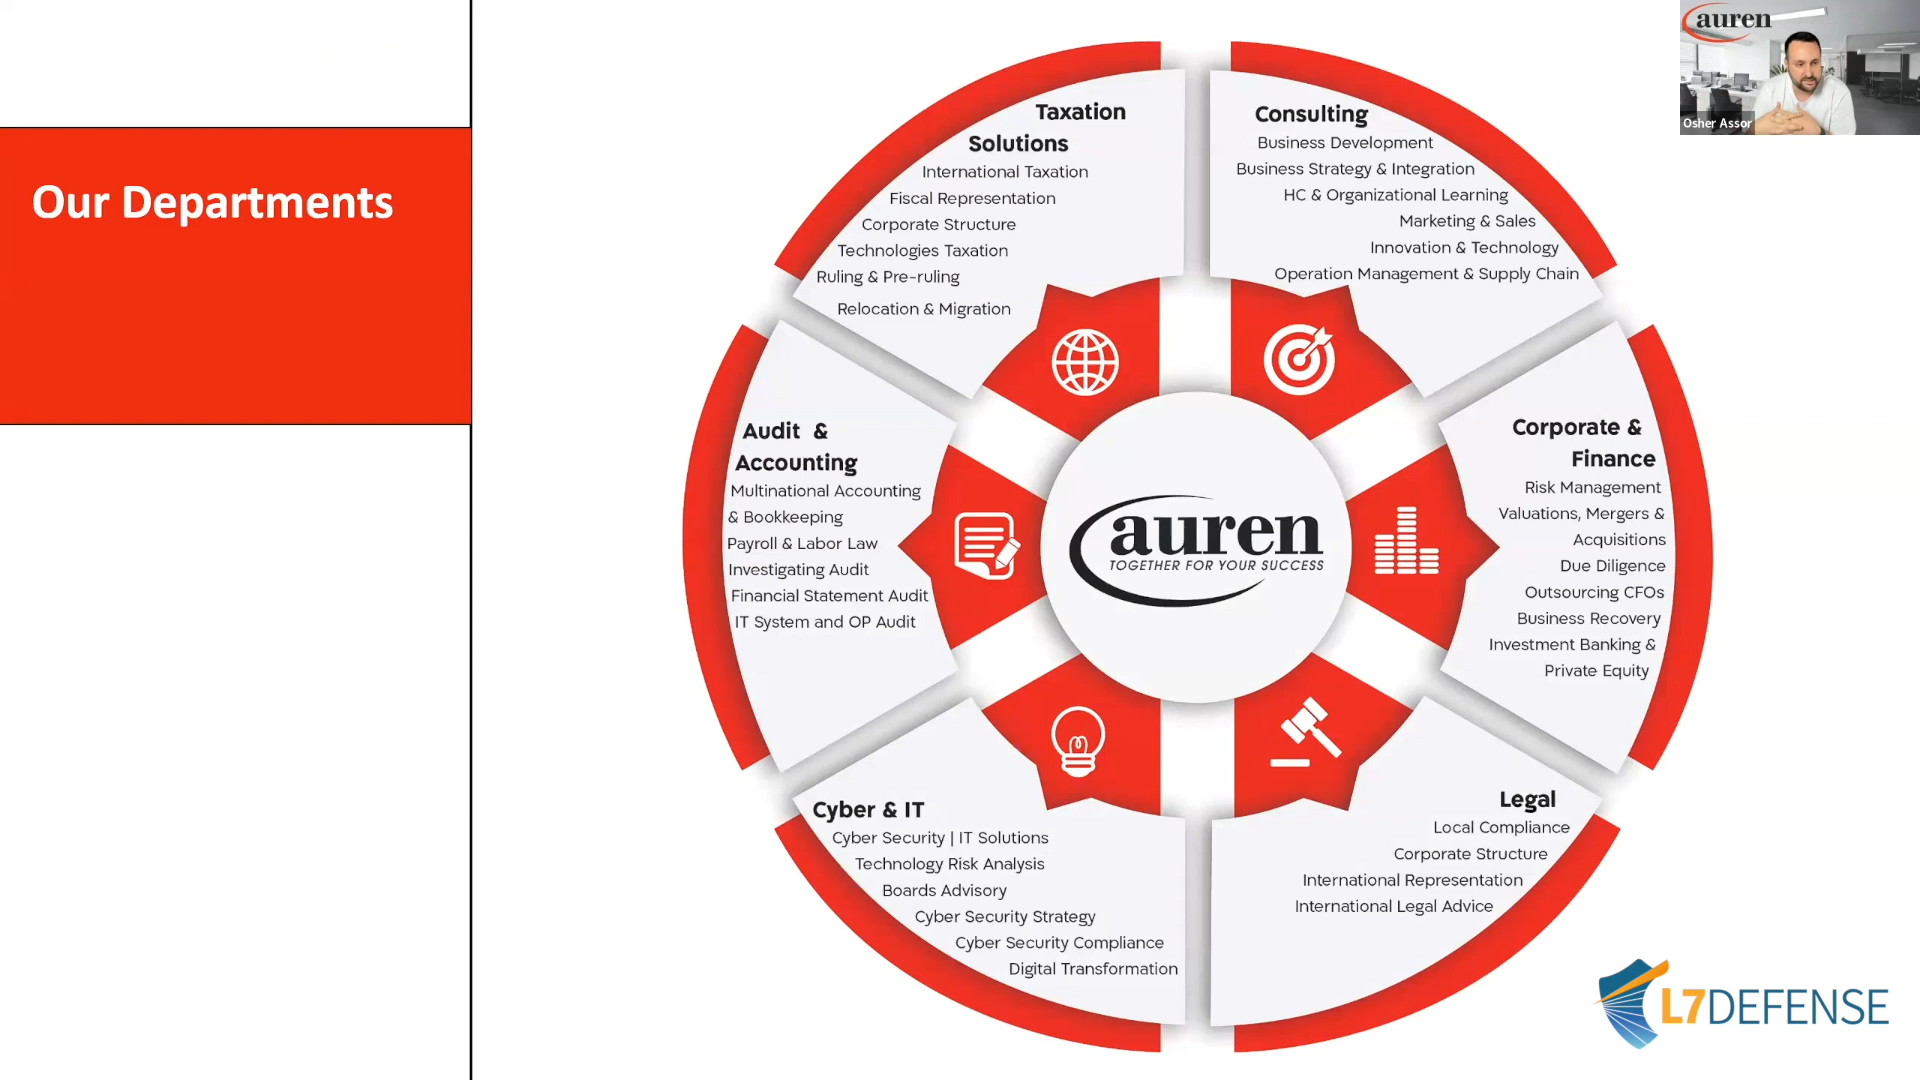 Our Departments
Taxation
Solutions
International Taxation
Fiscal Representation
Corporate Structure
Technologies Taxation
Ruling & Pre-ruling
Relocation & Migration
Consulting
Business Development
Business Strategy & Integration
HC & Organizational Learning
Marketing & Sales
Innovation & Technology
Operation Management & Supply Chain
Audit &
Accounting
Multinational Accounting
& Bookkeeping
Payroll & Labor Law
Investigating Audit
Financial Statement Audit
IT System and OP Audit
auren
TOGETHER FOR YOUR SUCCESS
Corporate &
Finance
Risk Management
Valuations, Mergers &
Acquisitions
Due Diligence
Outsourcing CFOs
Business Recovery
Investment Banking &
Private Equity
Cyber & IT
Cyber Security | IT Solutions
Technology Risk Analysis
Boards Advisory
Cyber Security Strategy
Cyber Security Compliance
Digital Transformation
Legal
Local Compliance
Corporate Structure
International Representation
International Legal Advice
auren
Osher Assor
L7DEFENSE